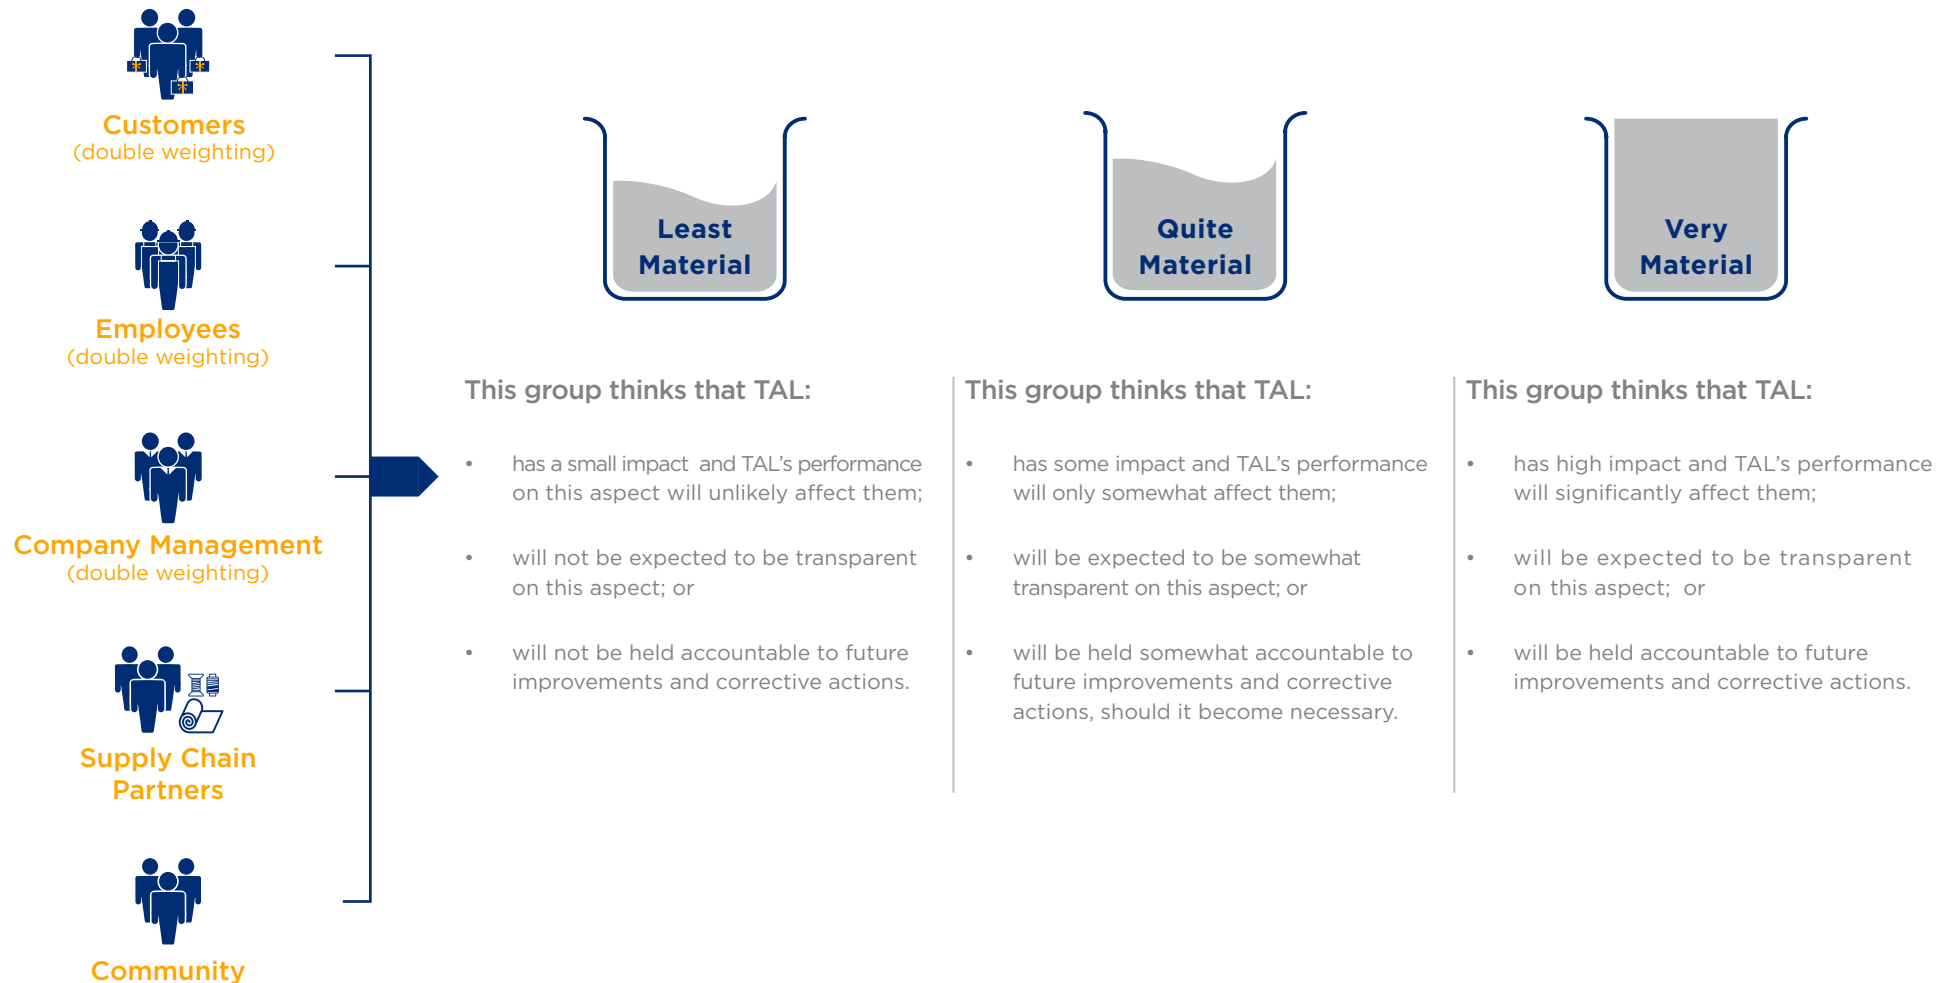 Customers
(double weighting)
Employees
(double weighting)
Company Management
(double weighting)
Supply Chain
Partners
Community
Least
Material
This group thinks that TAL:
• has a small impact and TAL's performance
on this aspect will unlikely affect them;
• will not be expected to be transparent
on this aspect; or
• will not be held accountable to future
improvements and corrective actions.
Quite
Material
This group thinks that TAL:
• has some impact and TAL's performance
will only somewhat affect them;
• will be expected to be somewhat
transparent on this aspect; or
• will be held somewhat accountable to
future improvements and corrective
actions, should it become necessary.
Very
Material
This group thinks that TAL:
• has high impact and TAL's performance
will significantly affect them;
• will be expected to be transparent
on this aspect; or
• will be held accountable to future
improvements and corrective actions.